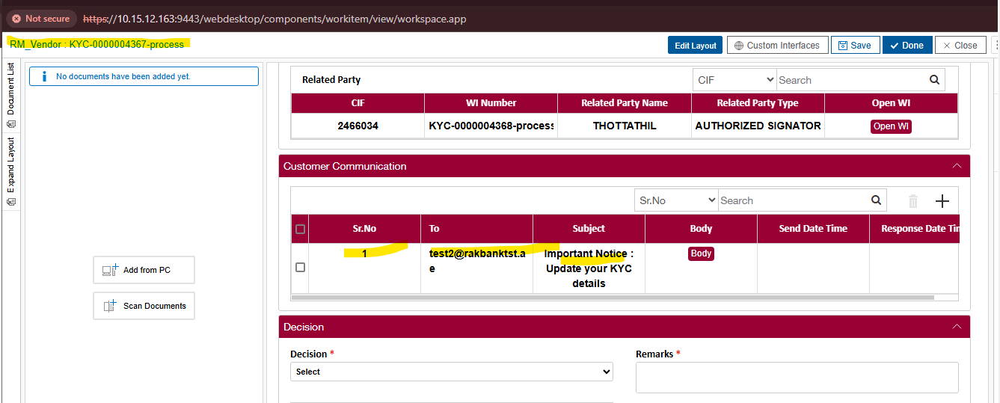 Not secure https://10.15.12.163:9443/webdesktop/components/workitem/view/workspace.app
RM_Vendor : KYC-0000004367-process
Edit Layout Custom Interfaces Save Done Close
Document List
Expand Layout
No documents have been added yet.
Add from PC
Scan Documents
Related Party CIF Search
CIF WI Number Related Party Name Related Party Type Open WI
2466034 KYC-0000004368-process THOTTATHIL AUTHORIZED SIGNATOR Open WI
Customer Communication
Sr.No Search
Sr.No To Subject Body Send Date Time Response Date Tim
1 test2@rakbanktst.a Important Notice : Body
e Update your KYC
details
Decision
Decision * Remarks *
Select